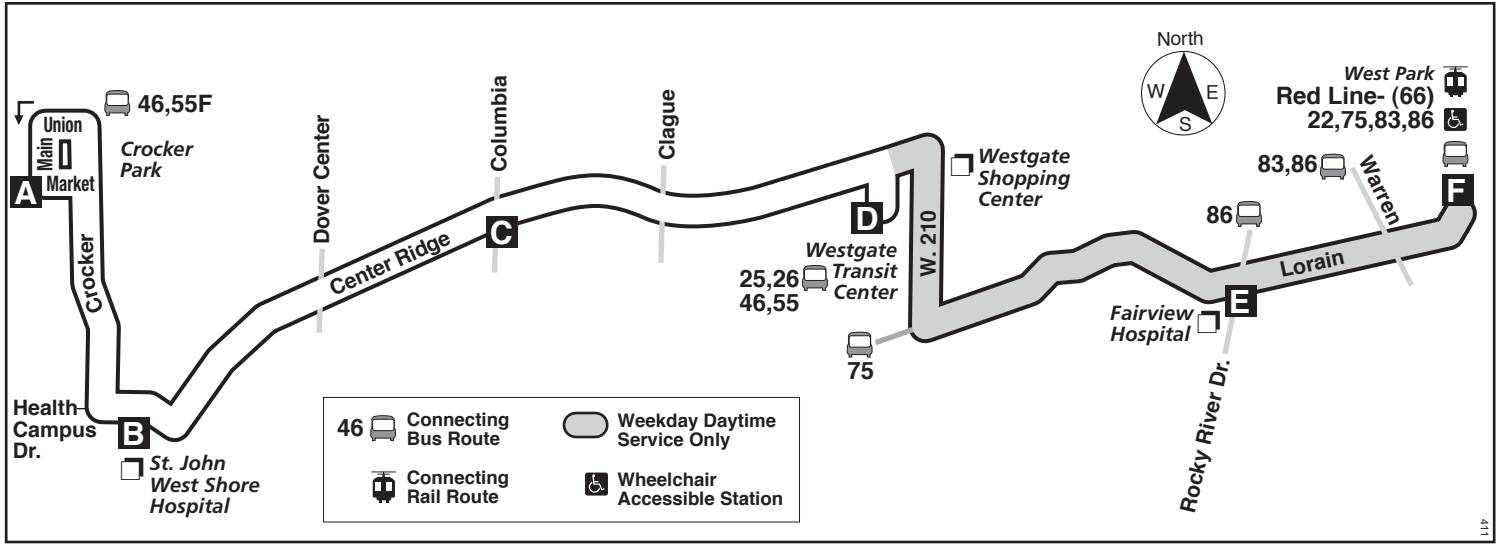 46,55F
Union
Main
Market
Crocker
Park
A
Crocker
Health
Campus
Dr.
B
St. John
West Shore
Hospital
Dover Center
Center Ridge
Columbia
C
Clague
D
Westgate
Transit
Center
25,26
46,55
75
W. 210
Westgate
Shopping
Center
North
W
E
S
West Park
Red Line- (66)
22,75,83,86
83,86
Warren
F
86
Lorain
E
Fairview
Hospital
Rocky River Dr.
46
Connecting
Bus Route
Weekday Daytime
Service Only
Connecting
Rail Route
Wheelchair
Accessible Station
411